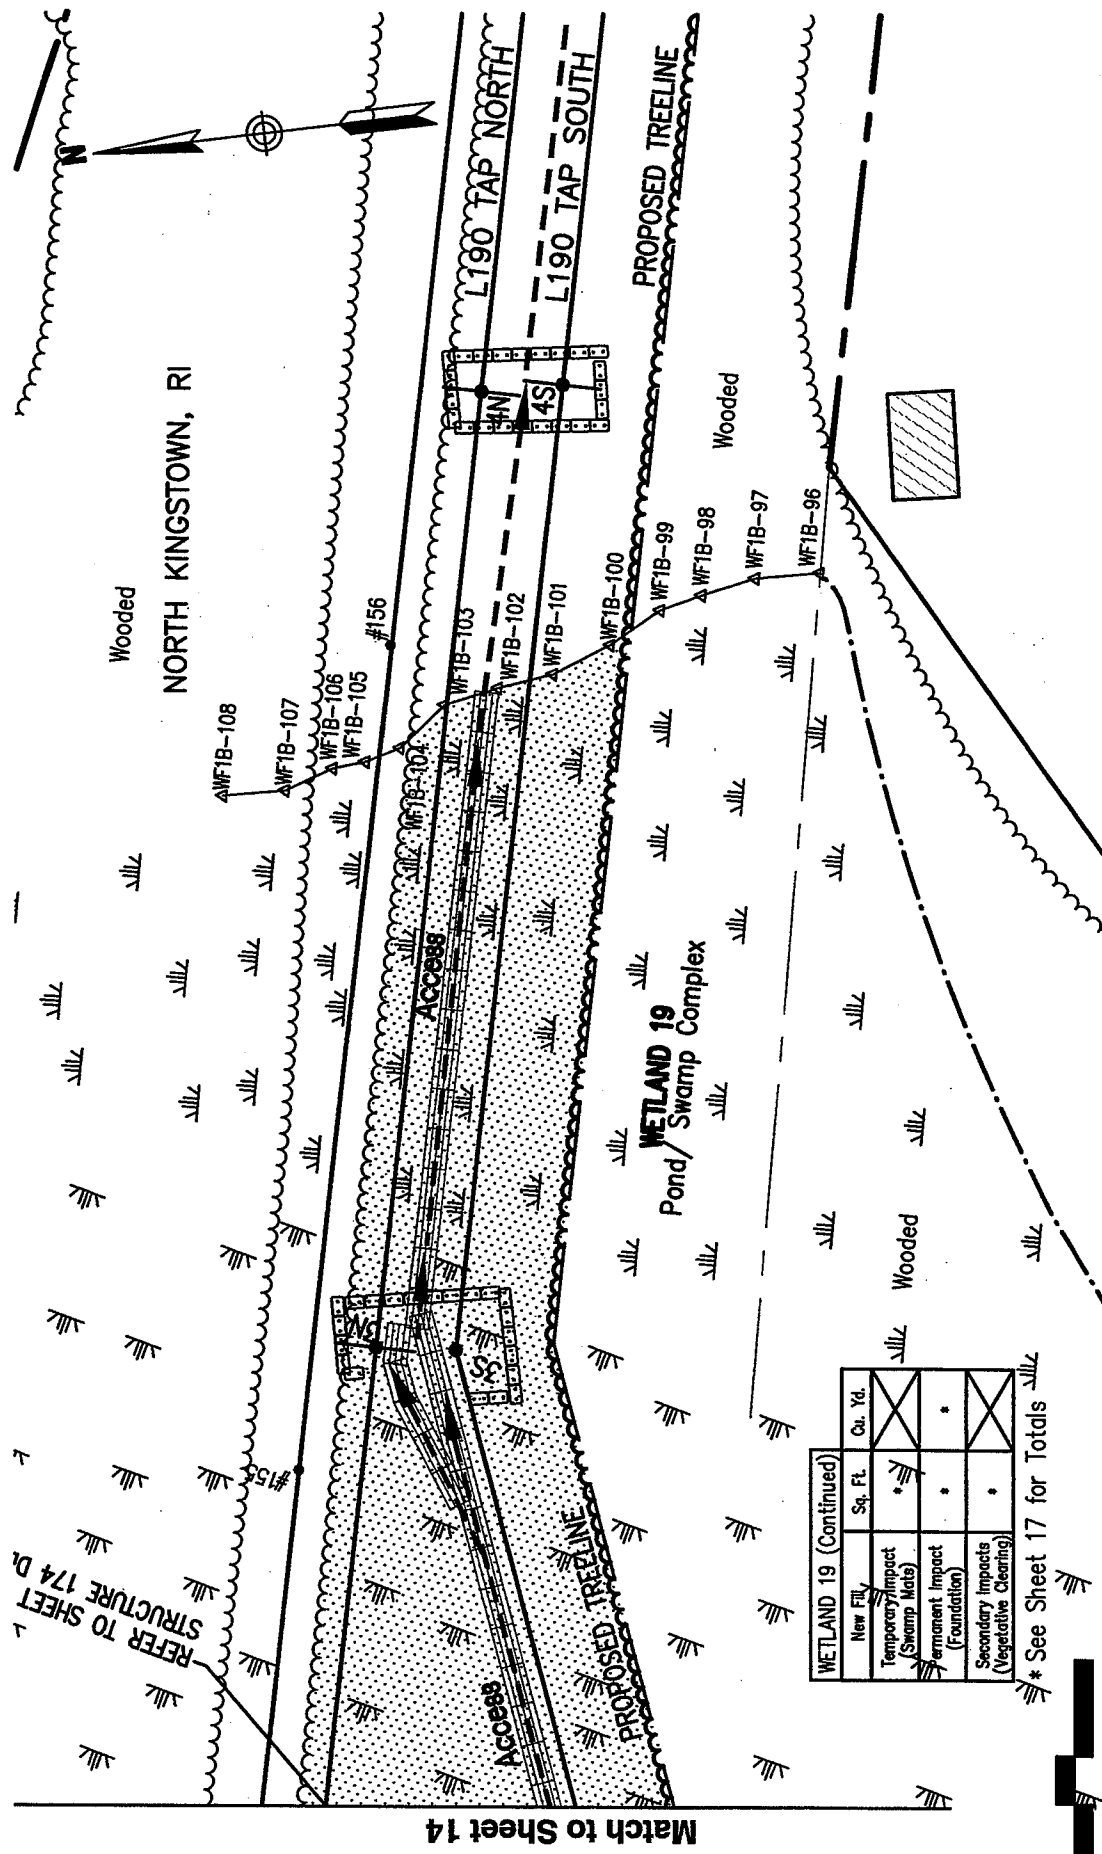 N
NORTH KINGSTOWN, RI
Wooded
L190 TAP NORTH
L190 TAP SOUTH
PROPOSED TREELINE
4N
4S
Wooded
#156
WF1B-108
WF1B-107
WF1B-106
WF1B-105
WF1B-104
WF1B-103
WF1B-102
WF1B-101
WF1B-100
WF1B-99
WF1B-98
WF1B-97
WF1B-96
Access
WETLAND 19
Pond/ Swamp Complex
Wooded
3N
3S
#155
REFER TO SHEET
STRUCTURE 174
Access
PROPOSED TREELINE
Match to Sheet 14
WETLAND 19 (Continued)
New Fill Sq. Ft. Cu. Yd.
Temporary Impact
(Swamp Mats) *
Permanent Impact
(Foundation) * *
Secondary Impacts
(Vegetative Clearing) *
* See Sheet 17 for Totals